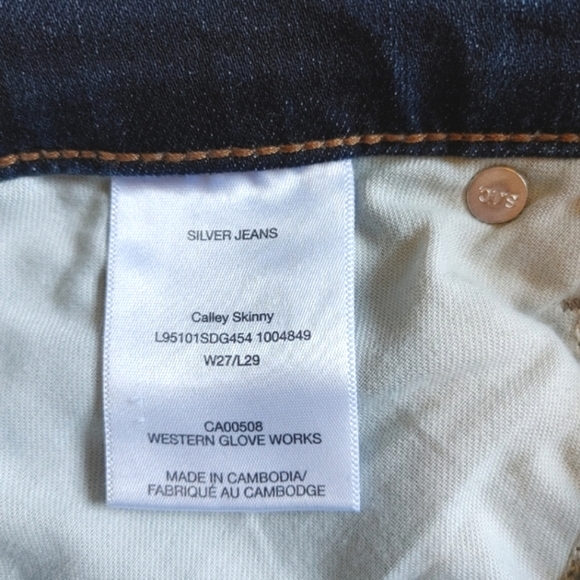 SILVER JEANS
Calley Skinny
L95101SDG454 1004849
W27/L29
CA00508
WESTERN GLOVE WORKS
MADE IN CAMBODIA/
FABRIQUÉ AU CAMBODGE